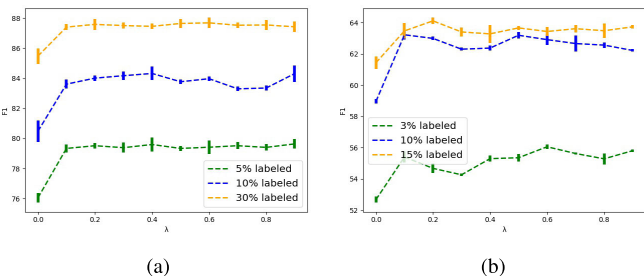 88
86
84
82
80
78
76
F1
0.0 0.2 0.4 0.6 0.8
λ
5% labeled
10% labeled
30% labeled
(a)
64
62
60
58
56
54
52
F1
0.0 0.2 0.4 0.6 0.8
λ
3% labeled
10% labeled
15% labeled
(b)